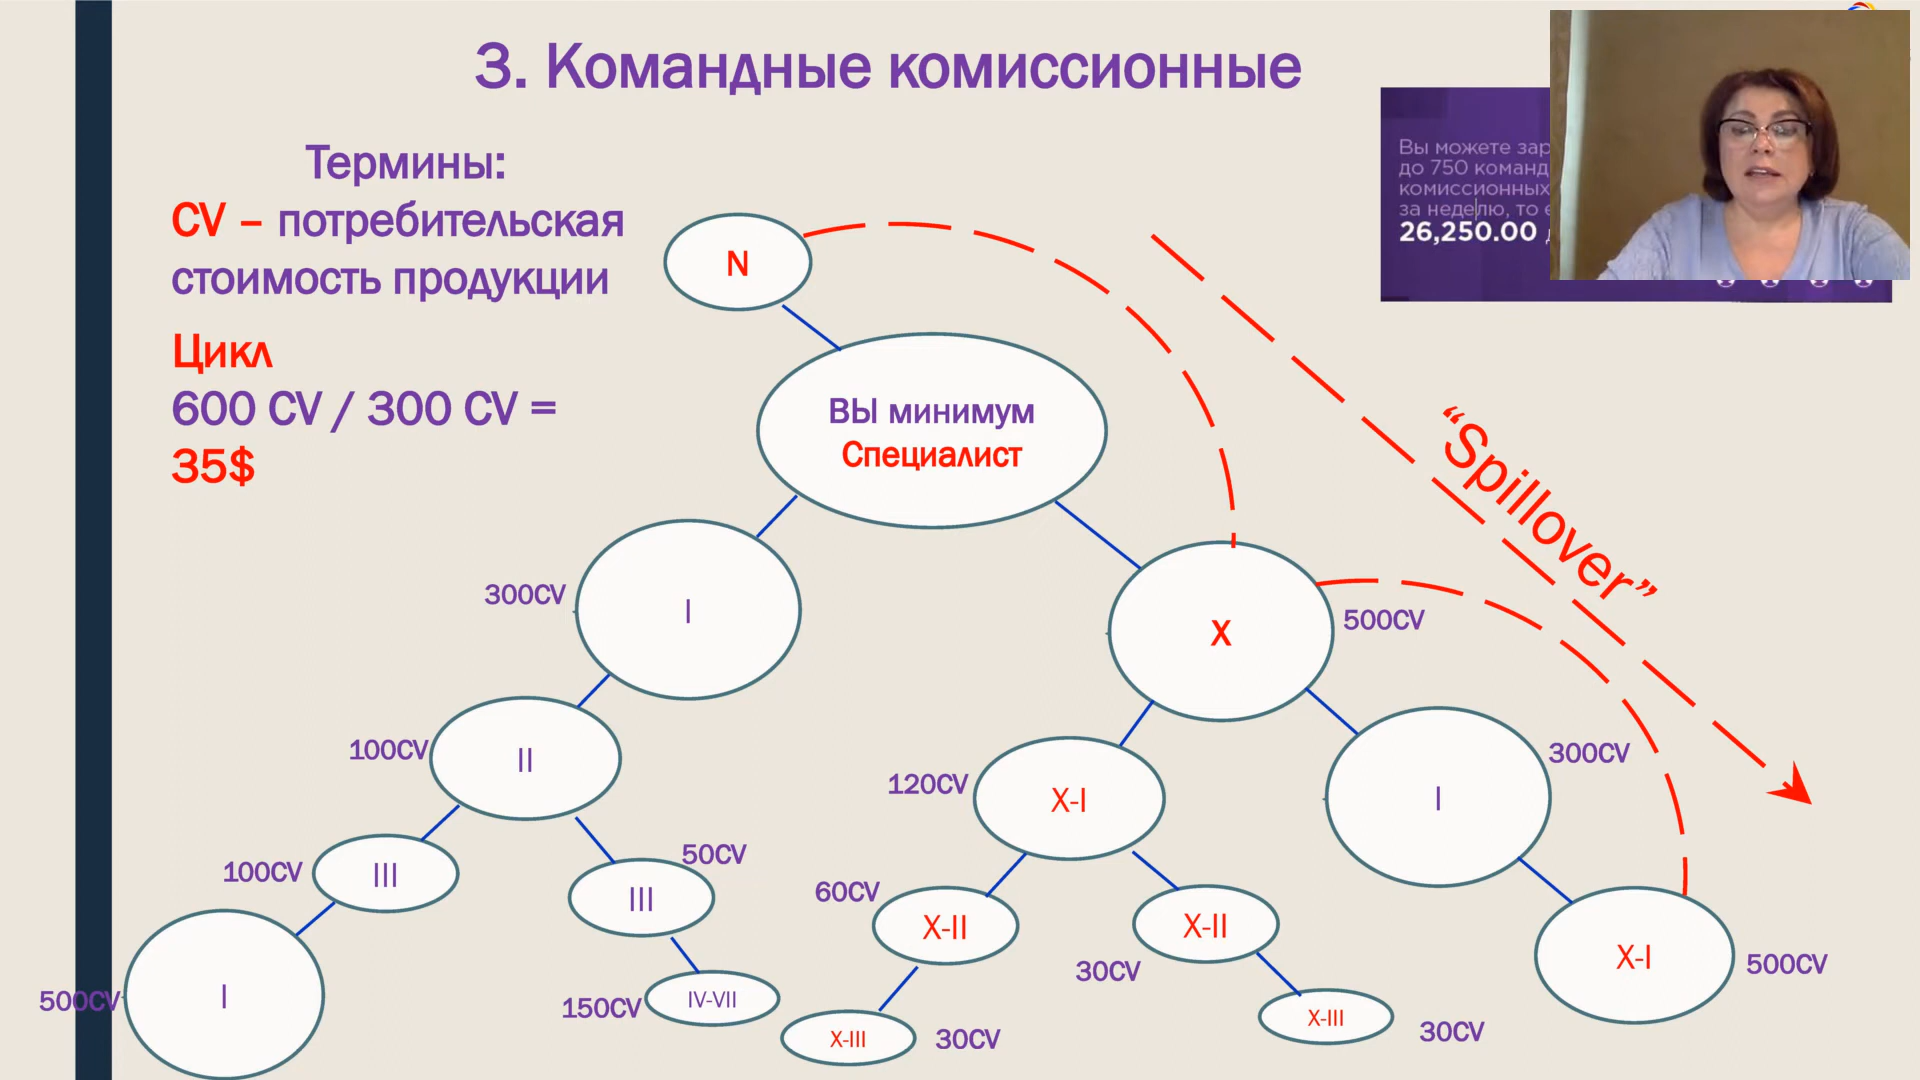 3. Командные комиссионные
Термины:
CV – потребительская
стоимость продукции
Цикл
600 CV / 300 CV =
35$
Вы можете
до 750
комиссионных
за неделю, то
26,250.00
N
ВЫ минимум
Специалист
“Spillover”
300CV
I
X
500CV
100CV
II
120CV
X-I
I
300CV
100CV
III
50CV
III
60CV
X-II
X-II
30CV
X-I
500CV
500CV
I
150CV
IV-VII
X-III
30CV
X-III
30CV